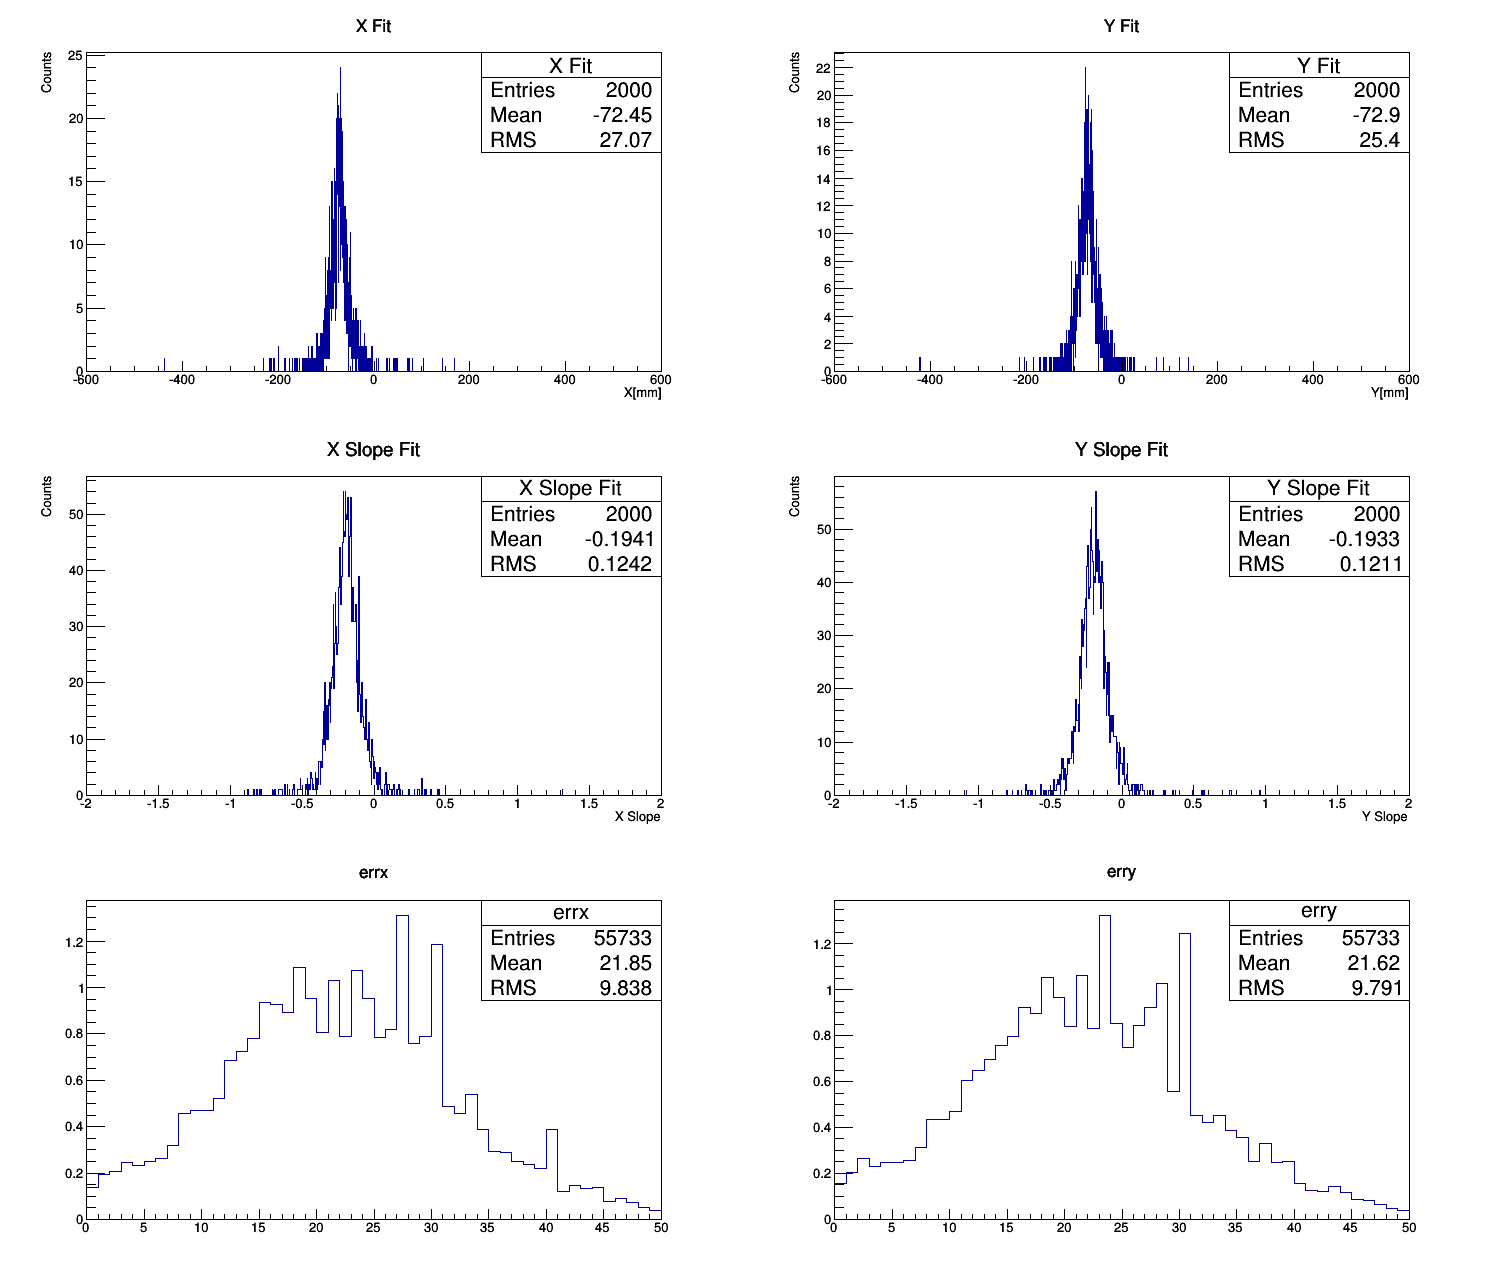 X Fit
Counts
25
20
15
10
5
0
-600 -400 -200 0 200 400 600
X[mm]
X Fit
Entries 2000
Mean -72.45
RMS 27.07
Y Fit
Counts
22
20
18
16
14
12
10
8
6
4
2
0
-600 -400 -200 0 200 400 600
Y[mm]
Y Fit
Entries 2000
Mean -72.9
RMS 25.4
X Slope Fit
Counts
50
40
30
20
10
0
-2 -1.5 -1 -0.5 0 0.5 1 1.5 2
X Slope
X Slope Fit
Entries 2000
Mean -0.1941
RMS 0.1242
Y Slope Fit
Counts
50
40
30
20
10
0
-2 -1.5 -1 -0.5 0 0.5 1 1.5 2
Y Slope
Y Slope Fit
Entries 2000
Mean -0.1933
RMS 0.1211
errx
1.2
1
0.8
0.6
0.4
0.2
0
0 5 10 15 20 25 30 35 40 45 50
errx
Entries 55733
Mean 21.85
RMS 9.838
erry
1.2
1
0.8
0.6
0.4
0.2
0
0 5 10 15 20 25 30 35 40 45 50
erry
Entries 55733
Mean 21.62
RMS 9.791